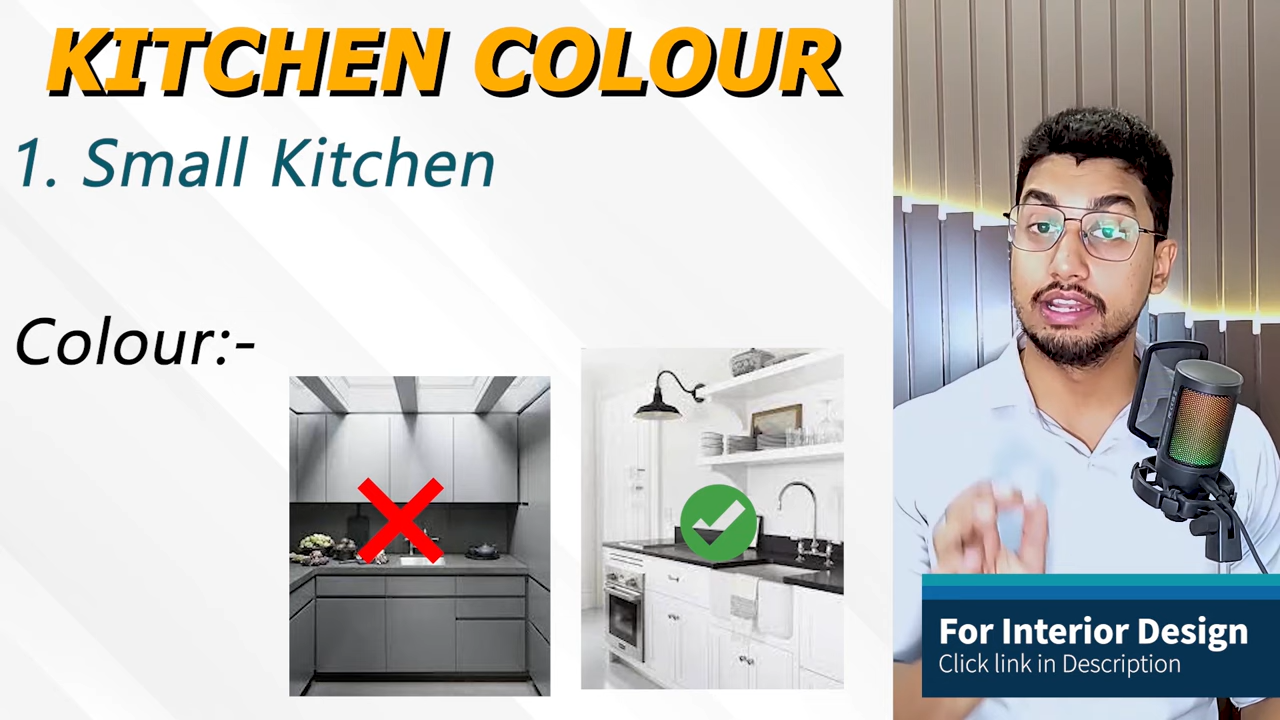 KITCHEN COLOUR
1. Small Kitchen
Colour:-
For Interior Design
Click link in Description